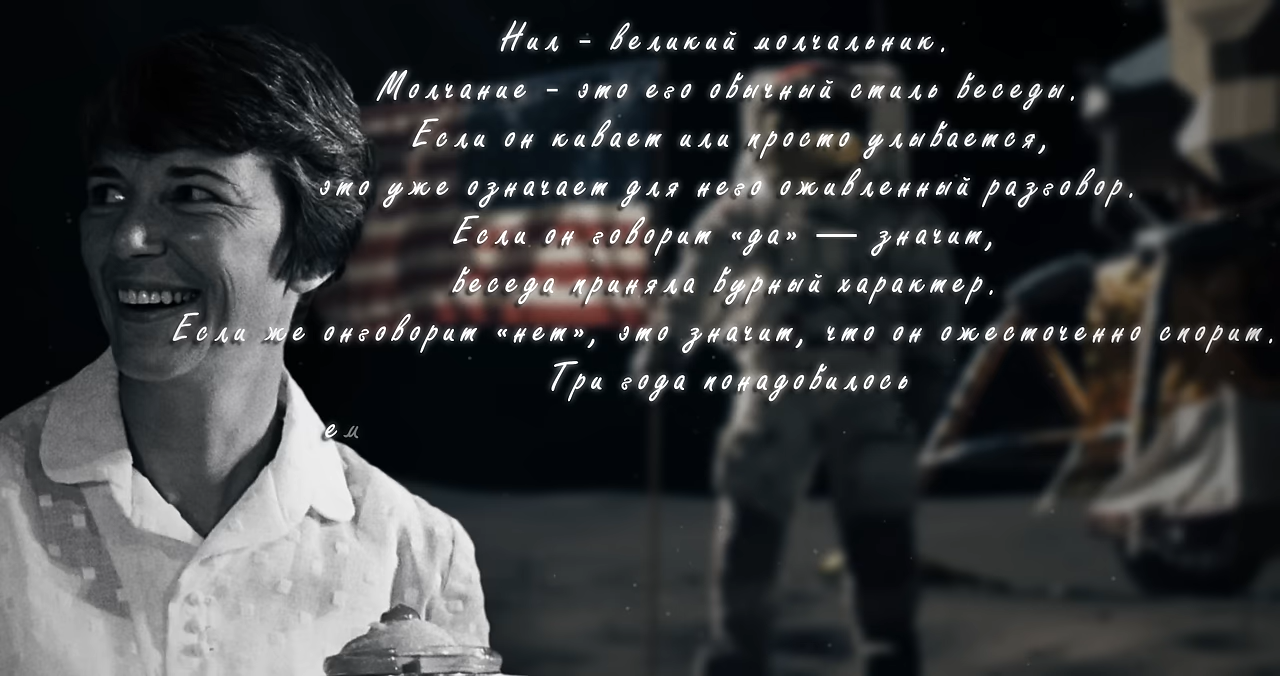 Нил - великий молчальник.
Молчание - это его обычный стиль беседы.
Если он кивает или просто улыбается,
это уже означает для него оживленный разговор.
Если он говорит «да» — значит,
беседа приняла бурный характер.
Если же онговорит «нет», это значит, что он ожесточенно спорит.
Три года понадобилось
ем